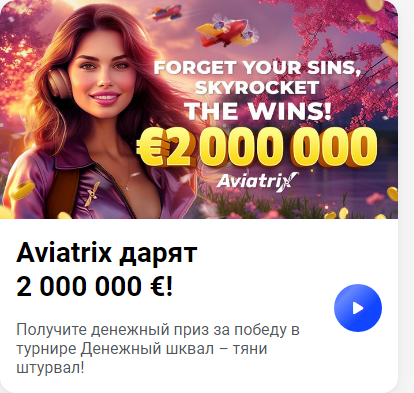 FORGET YOUR SINS,
SKYROCKET
THE WINS!
€2 000 000
Aviatrix
Aviatrix дарят
2 000 000 €!
Получите денежный приз за победу в
турнире Денежный шквал – тяни
штурвал!